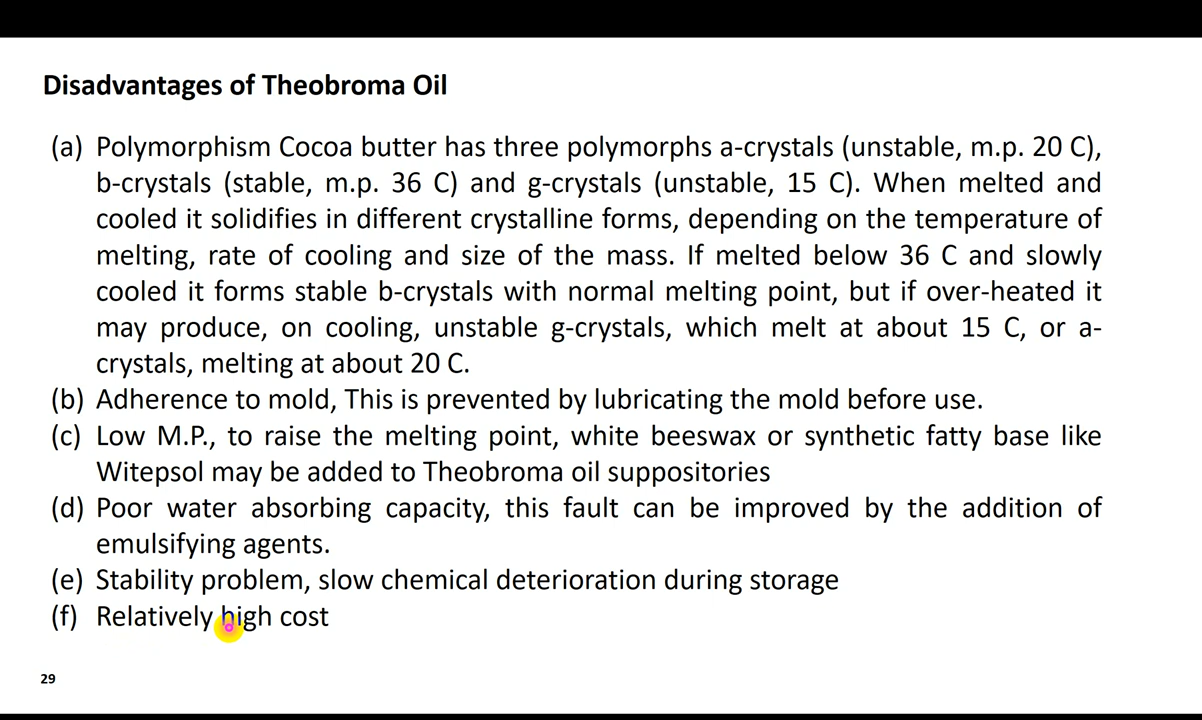 Disadvantages of Theobroma Oil
(a) Polymorphism Cocoa butter has three polymorphs a-crystals (unstable, m.p. 20 C),
b-crystals (stable, m.p. 36 C) and g-crystals (unstable, 15 C). When melted and
cooled it solidifies in different crystalline forms, depending on the temperature of
melting, rate of cooling and size of the mass. If melted below 36 C and slowly
cooled it forms stable b-crystals with normal melting point, but if over-heated it
may produce, on cooling, unstable g-crystals, which melt at about 15 C, or a-
crystals, melting at about 20 C.
(b) Adherence to mold, This is prevented by lubricating the mold before use.
(c) Low M.P., to raise the melting point, white beeswax or synthetic fatty base like
Witepsol may be added to Theobroma oil suppositories
(d) Poor water absorbing capacity, this fault can be improved by the addition of
emulsifying agents.
(e) Stability problem, slow chemical deterioration during storage
(f) Relatively high cost
29